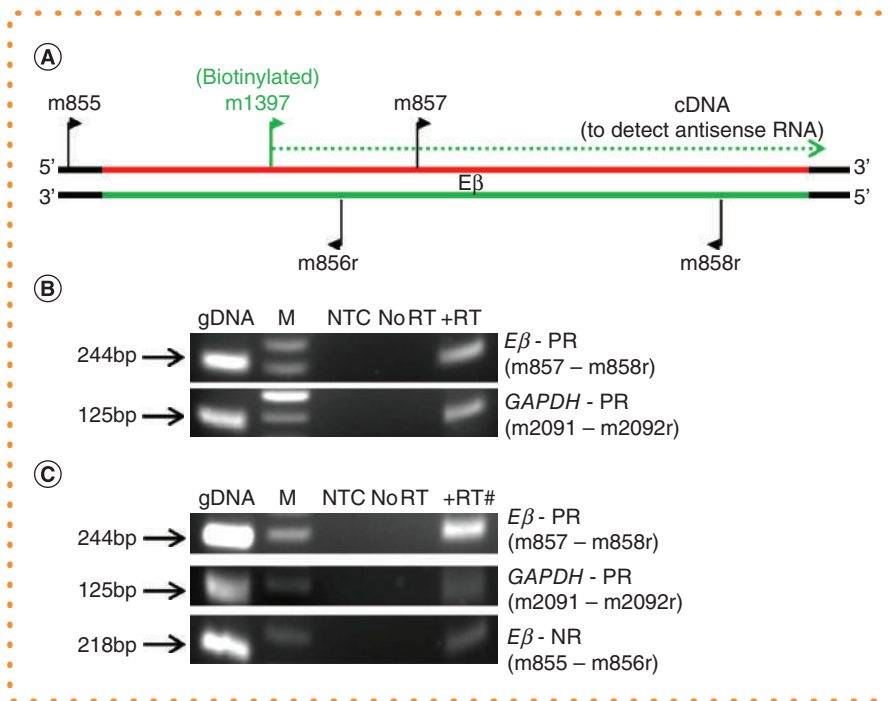 A
(Biotinylated)
m855 m1397 m857 cDNA
(to detect antisense RNA)
5’ 3’
Eβ
3’ 5’
m856r m858r
B
gDNA M NTC No RT +RT
244bp Eβ - PR
(m857 – m858r)
125bp GAPDH - PR
(m2091 – m2092r)
C
gDNA M NTC No RT +RT#
244bp Eβ - PR
(m857 – m858r)
125bp GAPDH - PR
(m2091 – m2092r)
218bp Eβ - NR
(m855 – m856r)